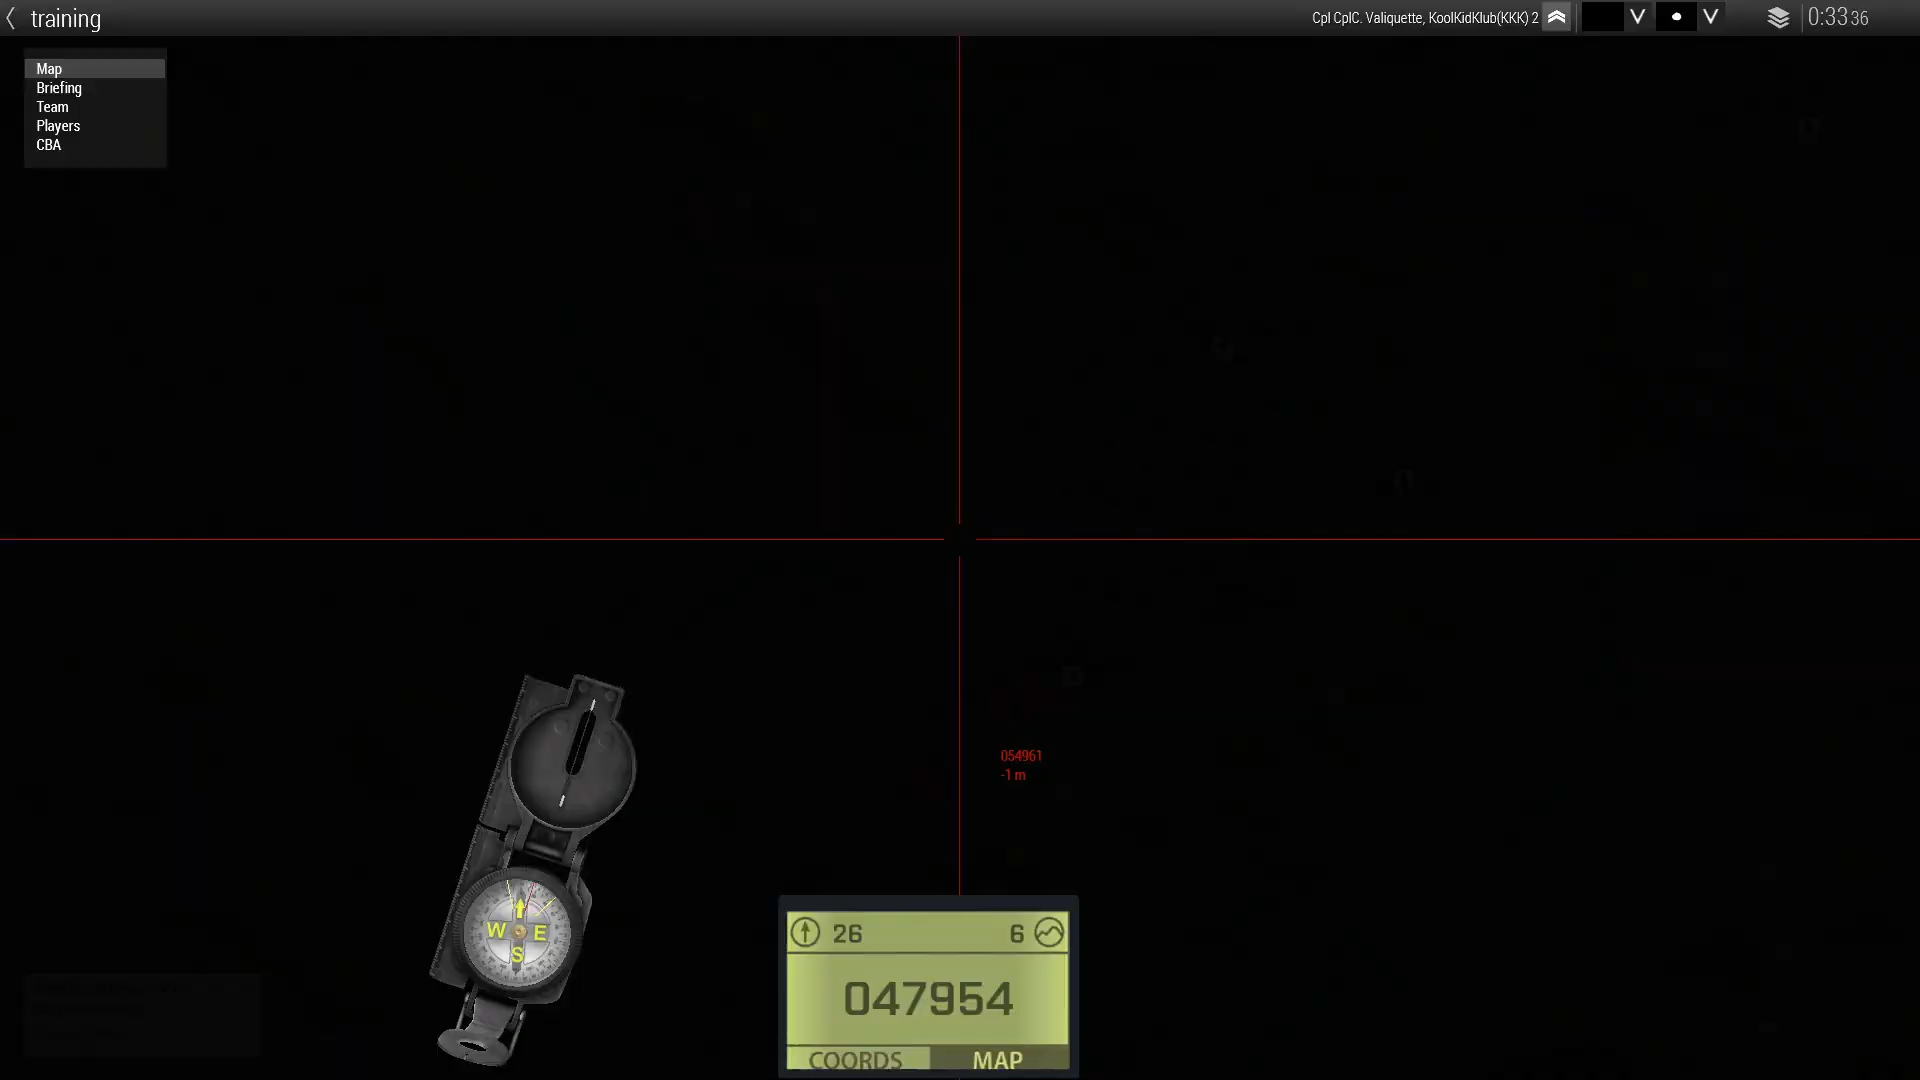 training
Cpl CplC. Valiquette, KoolKidKlub(KKK) 2
0:33 36
Map
Briefing
Team
Players
CBA
054961
-1 m
W E
S
26 6
047954
COORDS MAP